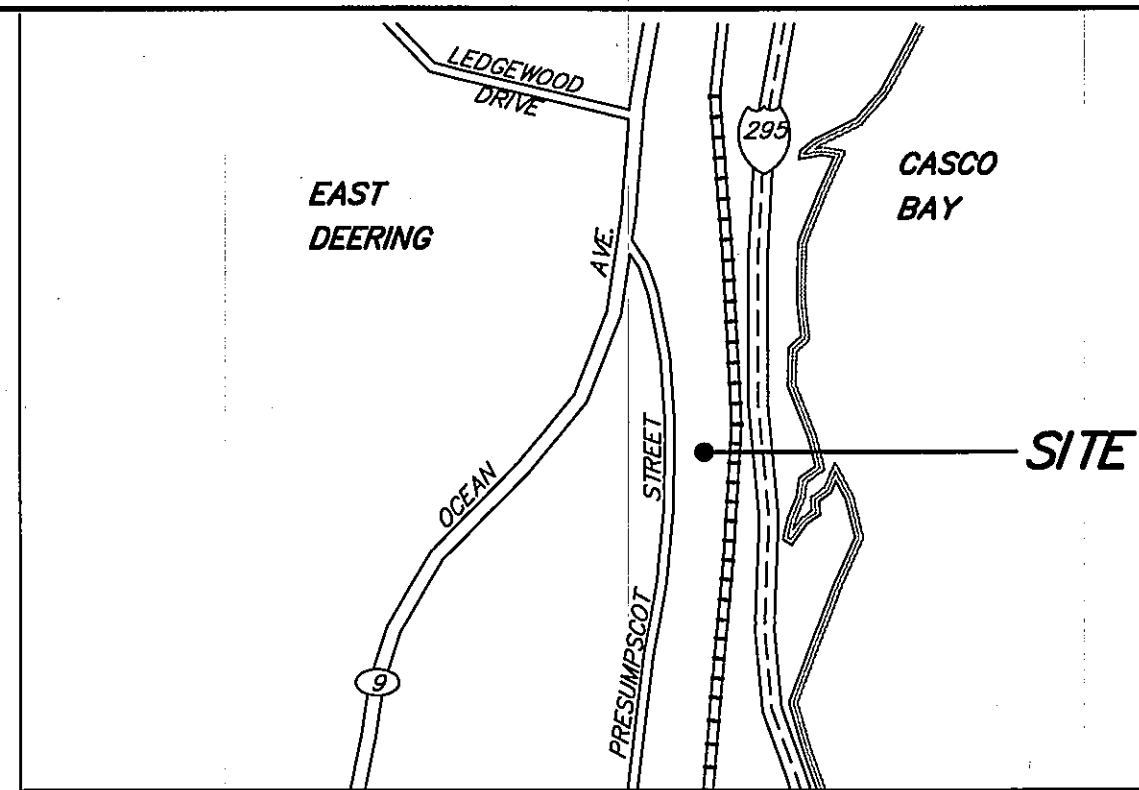 LEDGEWOOD
DRIVE
295
CASCO
BAY
EAST
DEERING
AVE.
OCEAN
STREET
SITE
PRESUMPSCOT
9